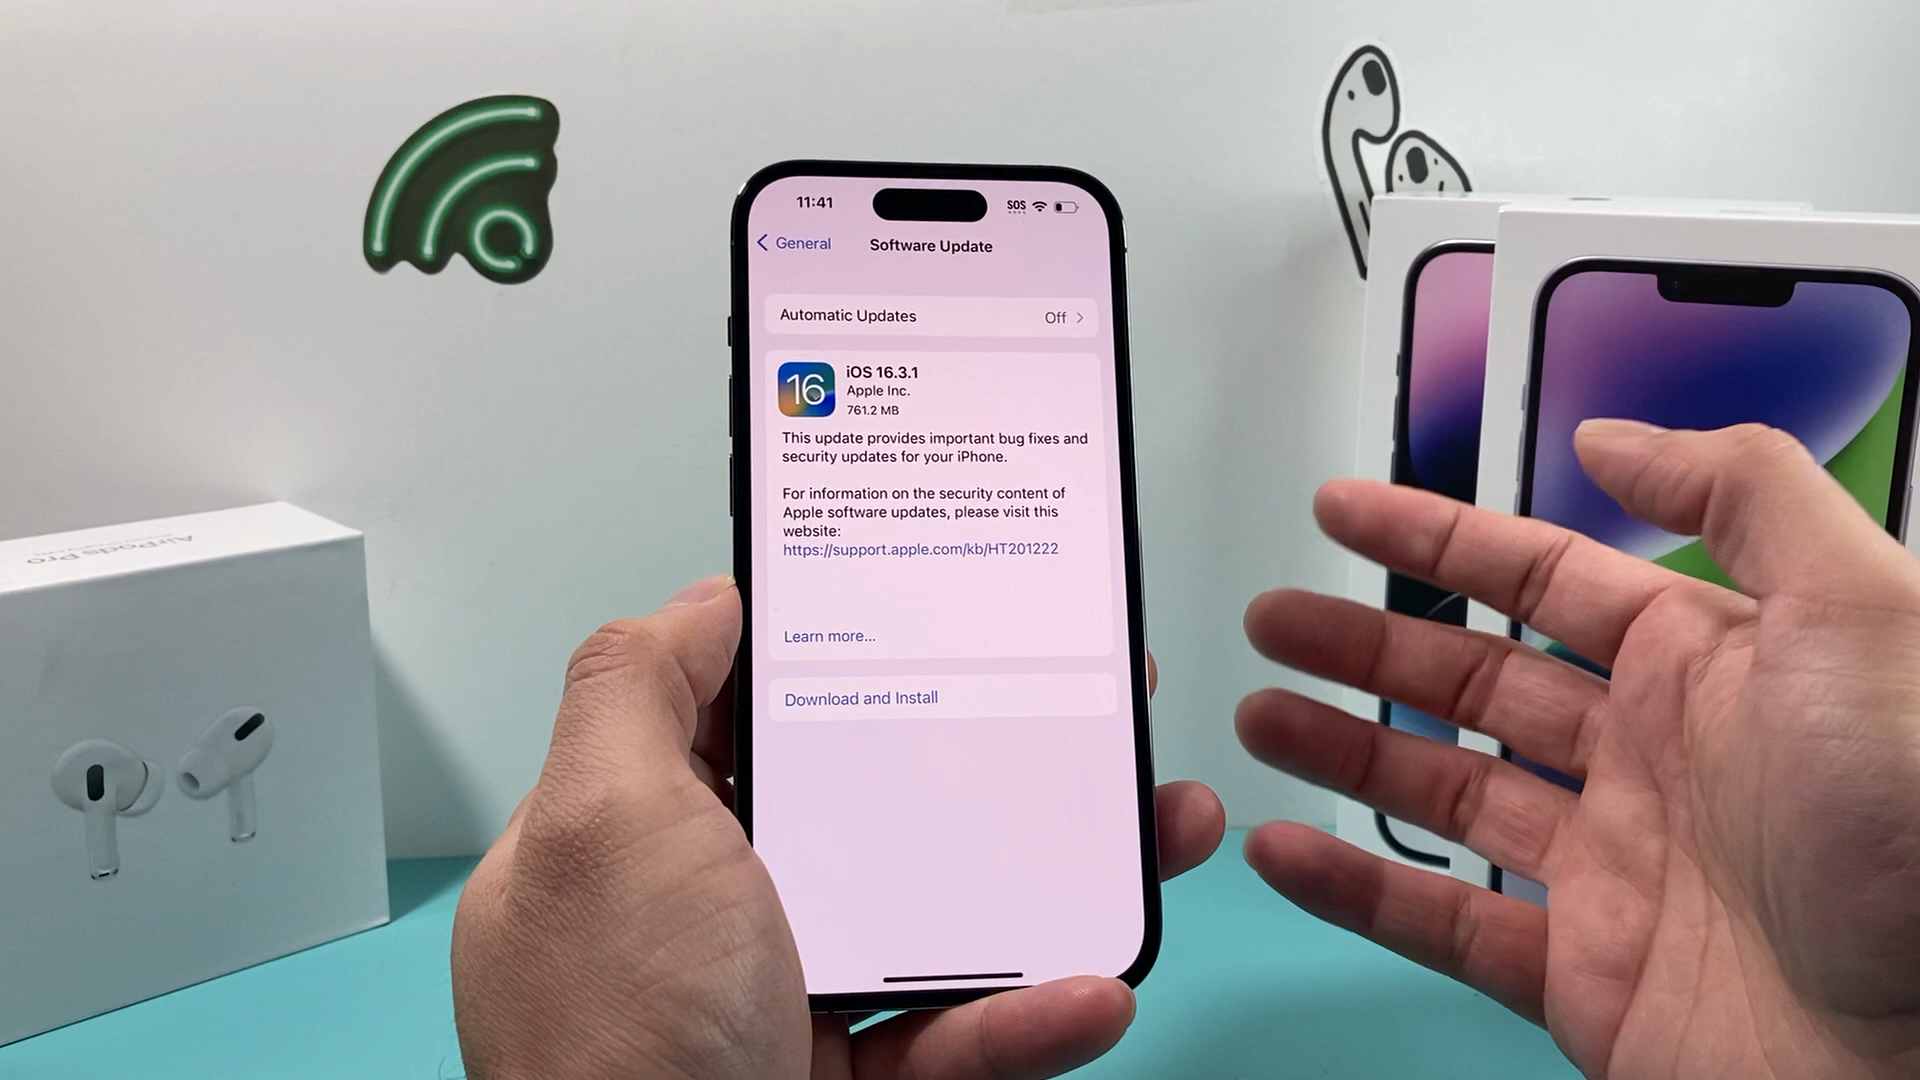 11:41
SOS
General
Software Update
Automatic Updates
Off
16
iOS 16.3.1
Apple Inc.
761.2 MB
This update provides important bug fixes and
security updates for your iPhone.
For information on the security content of
Apple software updates, please visit this
website:
https://support.apple.com/kb/HT201222
Learn more...
Download and Install
AirPods Pro